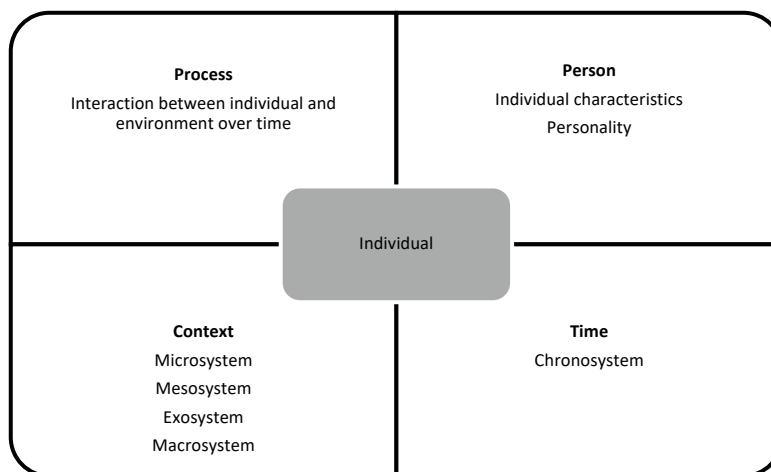 Process
Interaction between individual and
environment over time
Person
Individual characteristics
Personality
Individual
Context
Microsystem
Mesosystem
Exosystem
Macrosystem
Time
Chronosystem